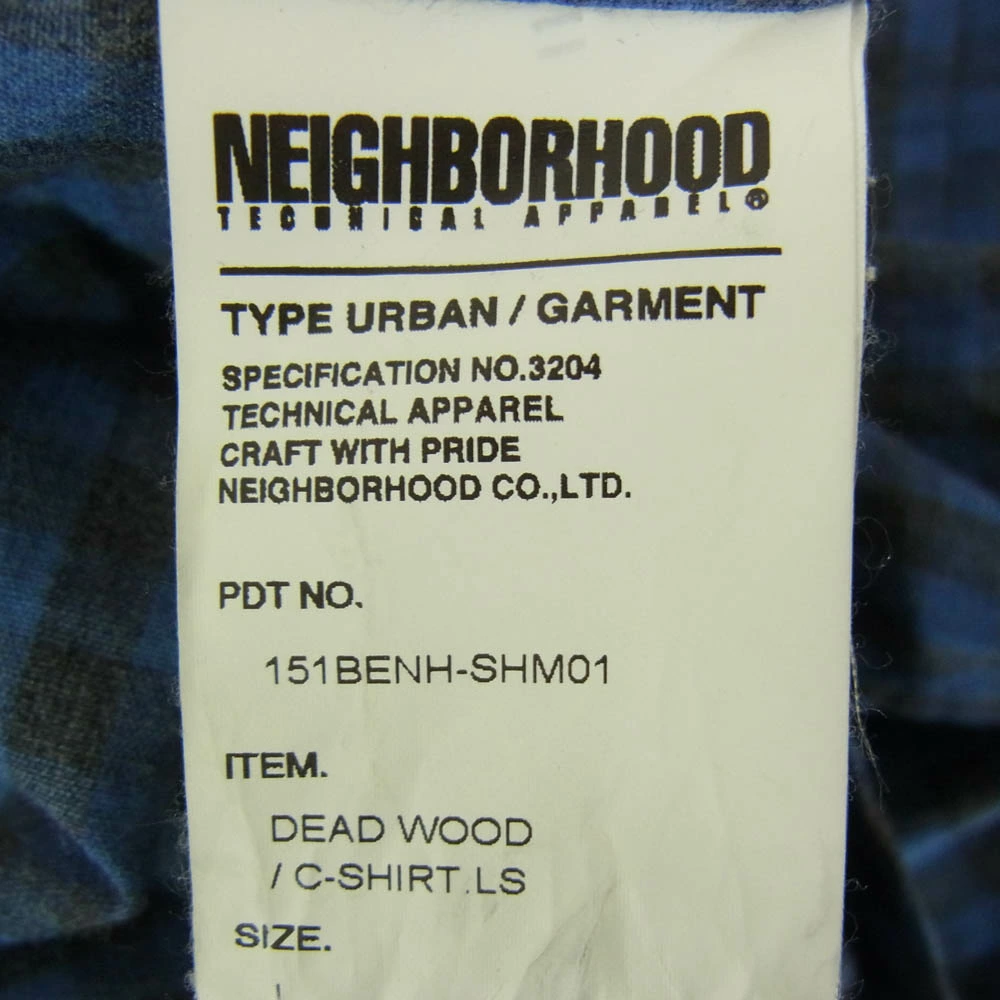 NEIGHBORHOOD
TECHNICAL APPAREL®
TYPE URBAN / GARMENT
SPECIFICATION NO.3204
TECHNICAL APPAREL
CRAFT WITH PRIDE
NEIGHBORHOOD CO.,LTD.
PDT NO.
151BENH-SHM01
ITEM.
DEAD WOOD
/ C-SHIRT.LS
SIZE.